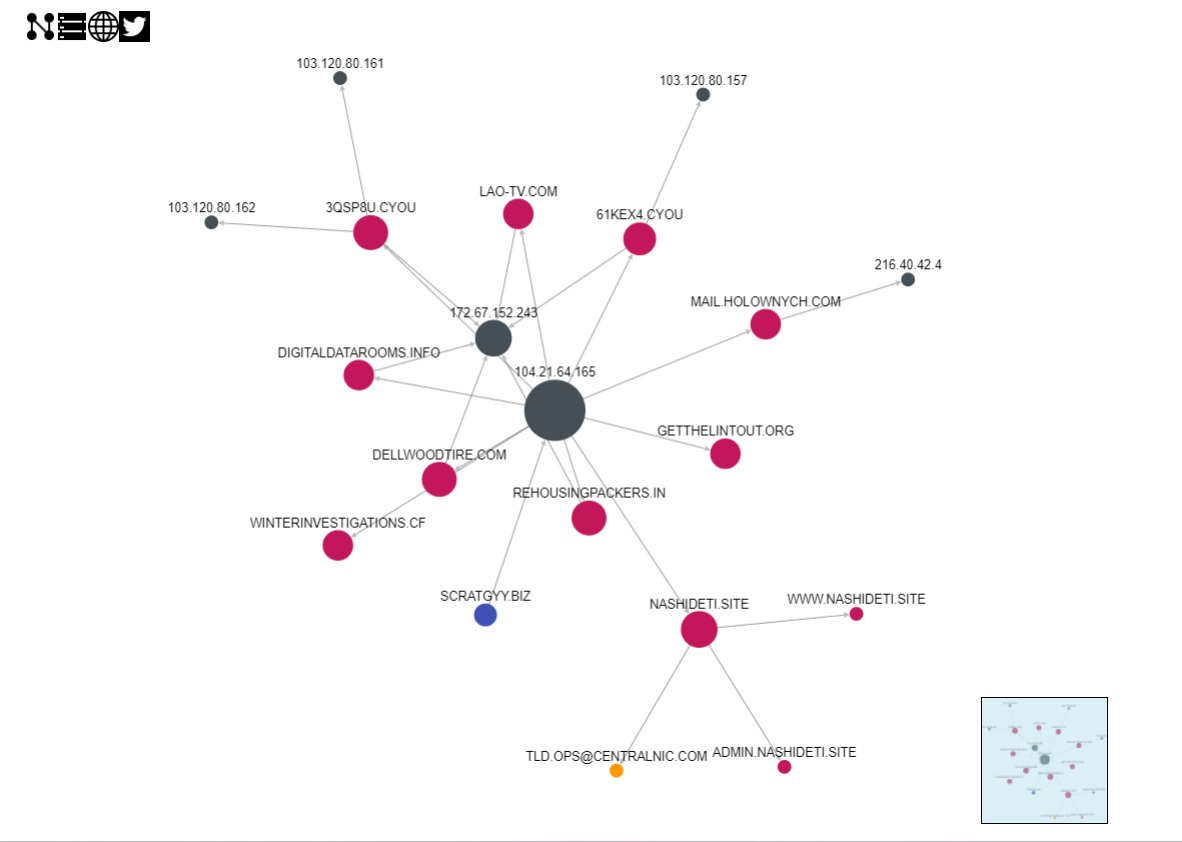 103.120.80.161
103.120.80.157
LAO-TV.COM
103.120.80.162
3QSP8U.CYOU
61KEX4.CYOU
216.40.42.4
MAIL.HOLOWNYCH.COM
172.67.152.243
DIGITALDATAROOMS.INFO
104.21.64.165
GETTHELINTOUT.ORG
DELLWOODTIRE.COM
REHOUSINGPACKERS.IN
WINTERINVESTIGATIONS.CF
SCRATGYY.BIZ
NASHIDETI.SITE
WWW.NASHIDETI.SITE
TLD.OPS@CENTRALNIC.COM
ADMIN.NASHIDETI.SITE